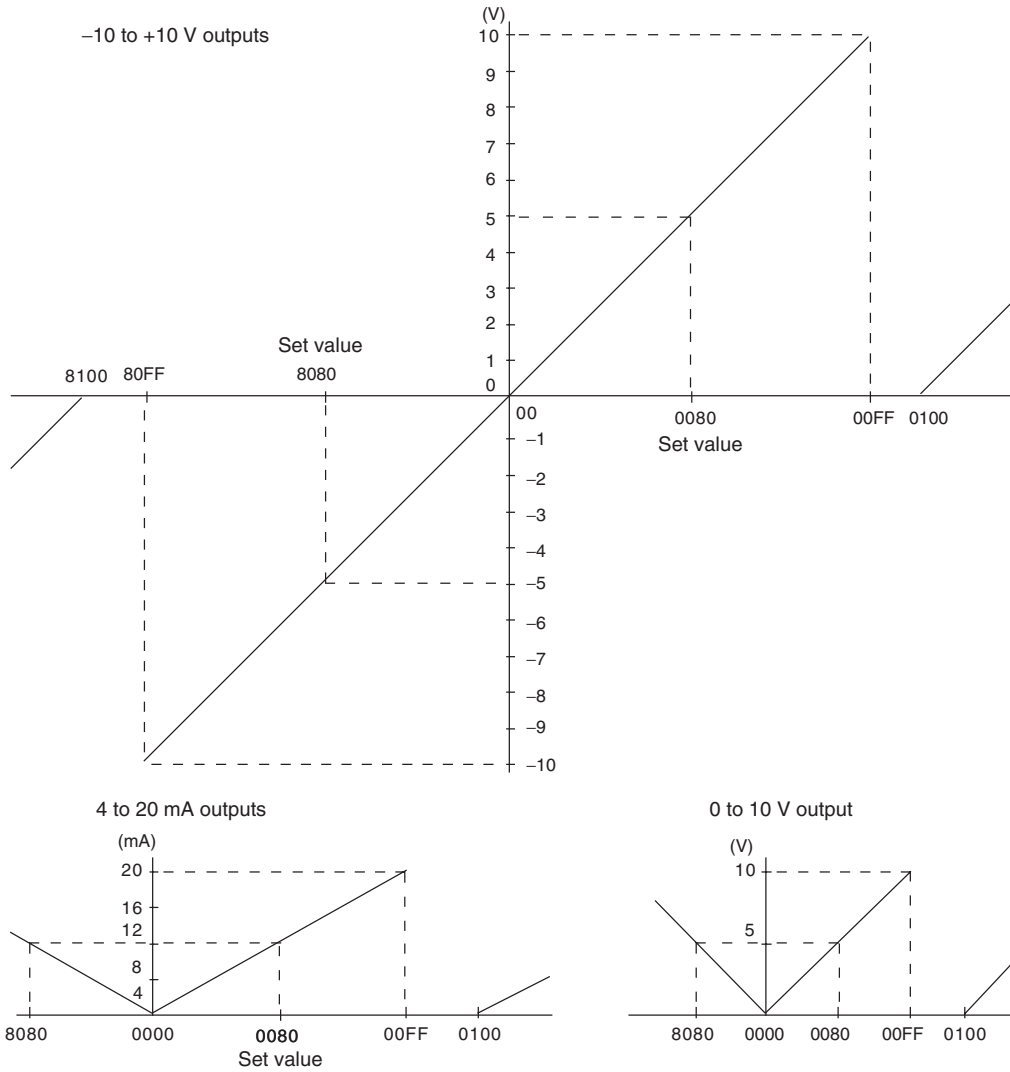 –10 to +10 V outputs
(V)
10
9
8
7
6
5
4
3
2
1
0
Set value
8100 80FF 8080
00 0080 00FF 0100
Set value
–1
–2
–3
–4
–5
–6
–7
–8
–9
–10
4 to 20 mA outputs
(mA)
20
16
12
8
4
8080 0000 0080 00FF 0100
Set value
0 to 10 V output
(V)
10
5
8080 0000 0080 00FF 0100